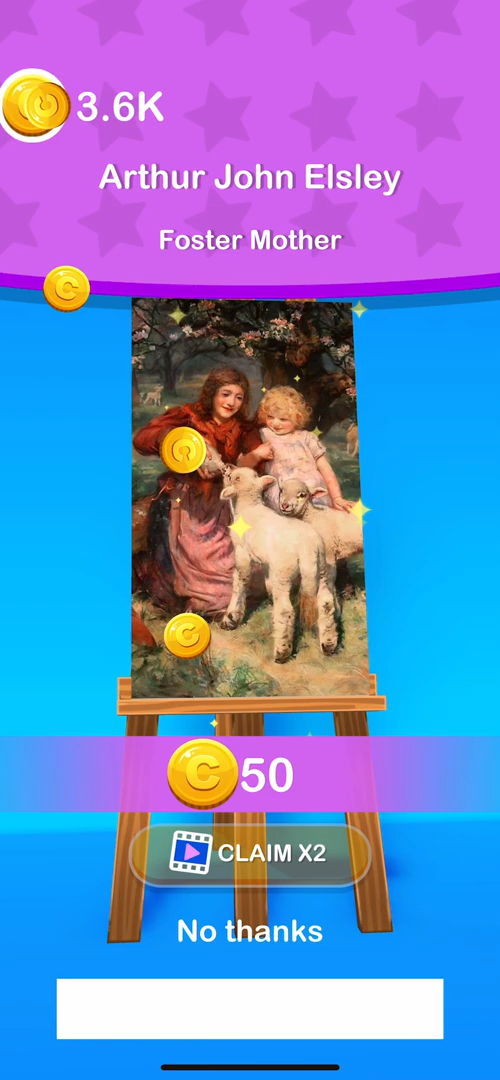 3.6K
Arthur John Elsley
Foster Mother
C
C
C
C 50
CLAIM X2
No thanks